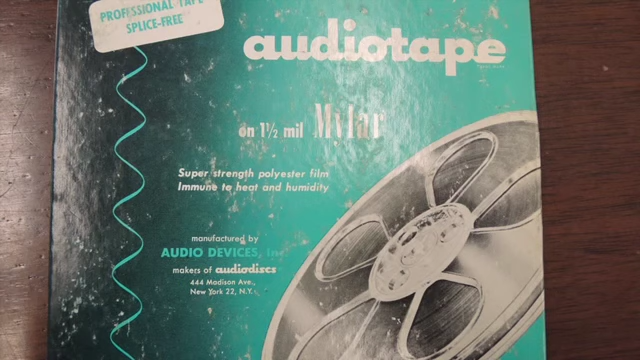 PROFESSIONAL TAPE
SPLICE-FREE
audiotape
on 1½ mil Mylar
Super strength polyester film
Immune to heat and humidity
manufactured by
AUDIO DEVICES, Inc.
makers of audiodiscs
444 Madison Ave.,
New York 22, N.Y.